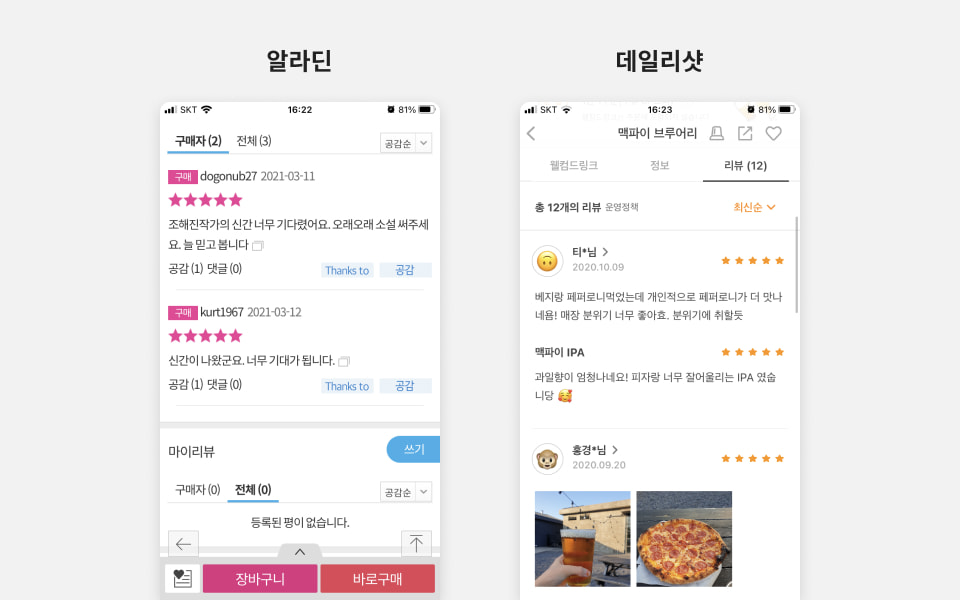 알라딘
데일리샷
SKT 16:22 81%
구매자 (2) 전체 (3) 공감순
구매 dogonub27 2021-03-11
조해진작가의 신간 너무 기다렸어요. 오래오래 소설 써주세
요. 늘 믿고 봅니다
공감 (1) 댓글 (0) Thanks to 공감
구매 kurt1967 2021-03-12
신간이 나왔군요. 너무 기대가 됩니다.
공감 (1) 댓글 (0) Thanks to 공감
마이리뷰 쓰기
구매자 (0) 전체 (0) 공감순
등록된 평이 없습니다.
장바구니 바로구매
SKT 16:23 81%
맥파이 브루어리
웰컴드링크 정보 리뷰 (12)
총 12개의 리뷰 운영정책 최신순
티*님
2020.10.09
베지랑 페퍼로니먹었는데 개인적으로 페퍼로니가 더 맛나
네욤! 매장 분위기 너무 좋아효. 분위기에 취할듯
맥파이 IPA
과일향이 엄청나네요! 피자랑 너무 잘어울리는 IPA 였습
니당 🥰
홍경*님
2020.09.20